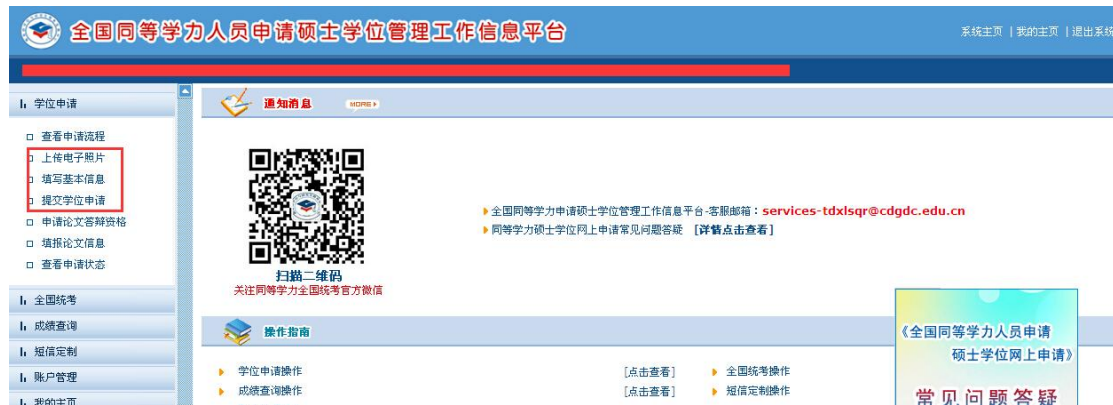 全国同等学力人员申请硕士学位管理工作信息平台
系统主页 | 我的主页 | 退出系统
学位申请
查看申请流程
上传电子照片
填写基本信息
提交学位申请
申请论文答辩资格
填报论文信息
查看申请状态
全国统考
成绩查询
短信定制
账户管理
我的主页
通知消息
MORE
扫描二维码
关注同等学力全国统考官方微信
全国同等学力申请硕士学位管理工作信息平台-客服邮箱:services-tdxlsqr@cdgdc.edu.cn
同等学力硕士学位网上申请常见问题答疑 [详情点击查看]
操作指南
学位申请操作 [点击查看]
全国统考操作
成绩查询操作 [点击查看]
短信定制操作
《全国同等学力人员申请
硕士学位网上申请》
常见问题答疑